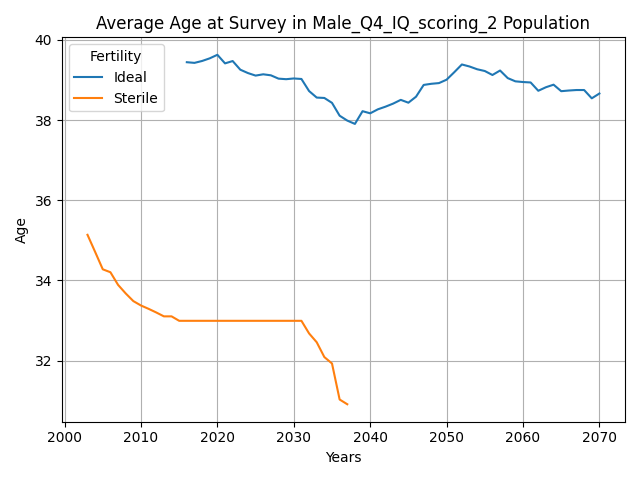 Average Age at Survey in Male_Q4_IQ_scoring_2 Population
Fertility
Ideal
Sterile
Age
40
38
36
34
32
2000 2010 2020 2030 2040 2050 2060 2070
Years